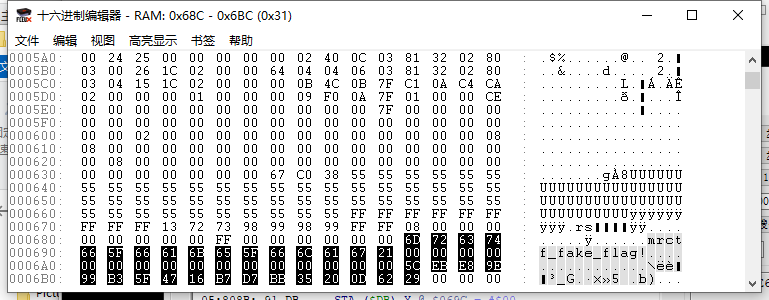 十六进制编辑器 - RAM: 0x68C - 0x6BC (0x31)
文件 编辑 视图 高亮显示 书签 帮助
0005A0: 00 24 25 00 00 00 00 00 02 40 0C 03 81 32 02 80 : .$%......@...2.
0005B0: 03 00 26 1C 02 00 00 64 04 04 06 03 81 32 02 80 : ..&....d.....2.
0005C0: 03 04 15 1C 02 00 00 00 0B 4C 0B 7F C1 0A C4 CA : .........L..Á.ÄÊ
0005D0: 02 00 00 00 01 00 00 00 09 F0 0A 7F 01 00 00 CE : .........ð.....Î
0005E0: 00 00 00 00 00 00 00 00 00 00 00 7F 00 00 00 00 : ................
0005F0: 00 00 00 00 00 00 00 00 00 00 00 00 00 00 00 00 : ................
000600: 00 00 02 00 00 00 00 00 00 00 00 00 00 00 00 08 : ................
000610: 08 00 00 00 00 00 00 00 00 00 00 00 00 00 00 00 : ................
000620: 00 08 00 00 00 00 00 00 00 00 00 00 00 00 00 00 : ................
000630: 00 00 00 00 00 00 00 67 C0 38 55 55 55 55 55 55 : .......gÀ8UUUUUU
000640: 55 55 55 55 55 55 55 55 55 55 55 55 55 55 55 55 : UUUUUUUUUUUUUUUU
000650: 55 55 55 55 55 55 55 55 55 55 55 55 55 55 55 55 : UUUUUUUUUUUUUUUU
000660: 55 55 55 55 55 55 55 55 55 55 FF FF FF FF FF FF : UUUUUUUUUUÿÿÿÿÿÿ
000670: FF FF FF 13 72 73 98 99 98 99 FF 08 00 00 00 00 : ÿÿÿ.rs
000680: 00 00 00 00 00 FF 00 00 00 00 00 00 6D 72 63 74 : .....ÿ......mrct
000690: 66 5F 66 61 6B 65 5F 66 6C 61 67 21 00 00 00 00 : f_fake_flag!....
0006A0: 00 00 00 00 00 00 00 00 00 00 00 00 5C EB E8 9E : ............\ëè
0006B0: 99 B3 5F 47 16 B7 D7 BB 35 20 0D 62 29 00 00 00 : ³_G.·×»5 .b)...